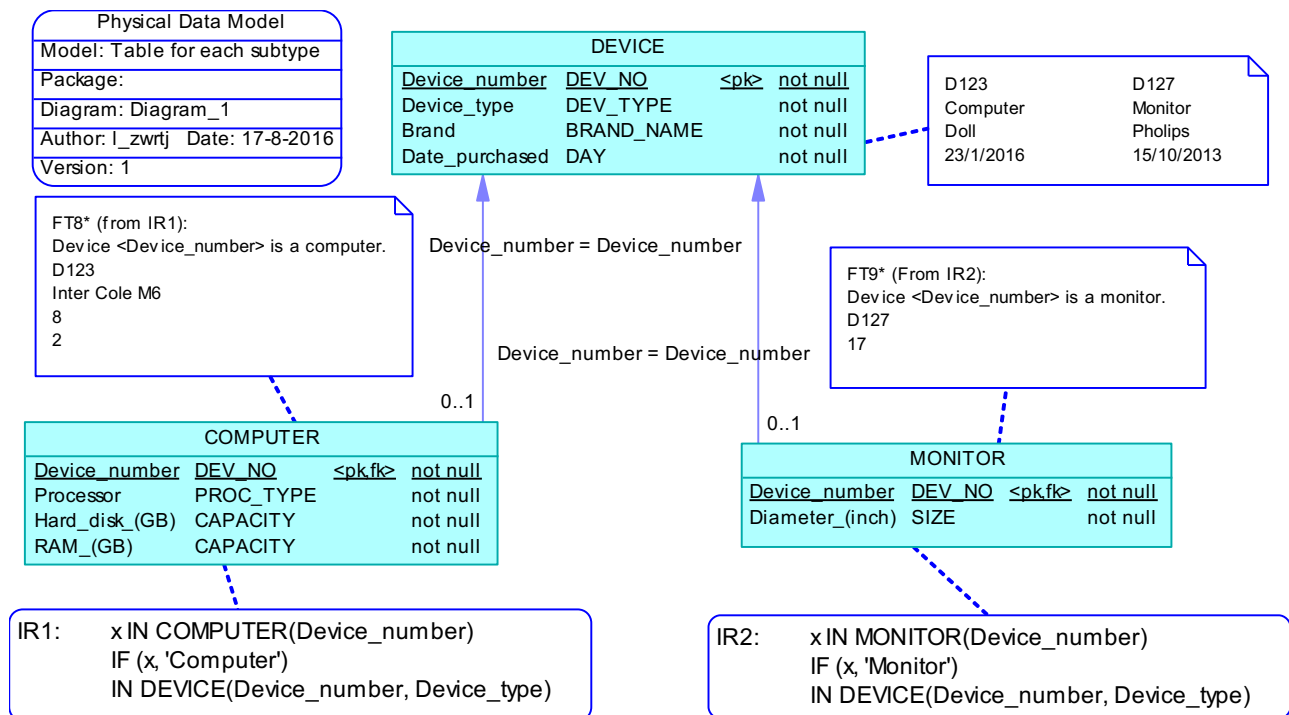 Physical Data Model
Model: Table for each subtype
Package:
Diagram: Diagram_1
Author: l_zwrtj Date: 17-8-2016
Version: 1
DEVICE
Device_number DEV_NO <pk> not null
Device_type DEV_TYPE not null
Brand BRAND_NAME not null
Date_purchased DAY not null
D123 D127
Computer Monitor
Doll Pholips
23/1/2016 15/10/2013
FT8* (from IR1):
Device <Device_number> is a computer.
D123
Inter Cole M6
8
2
Device_number = Device_number
FT9* (From IR2):
Device <Device_number> is a monitor.
D127
17
Device_number = Device_number
0..1
0..1
COMPUTER
Device_number DEV_NO <pk,fk> not null
Processor PROC_TYPE not null
Hard_disk_(GB) CAPACITY not null
RAM_(GB) CAPACITY not null
MONITOR
Device_number DEV_NO <pk,fk> not null
Diameter_(inch) SIZE not null
IR1: x IN COMPUTER(Device_number)
IF (x, 'Computer')
IN DEVICE(Device_number, Device_type)
IR2: x IN MONITOR(Device_number)
IF (x, 'Monitor')
IN DEVICE(Device_number, Device_type)